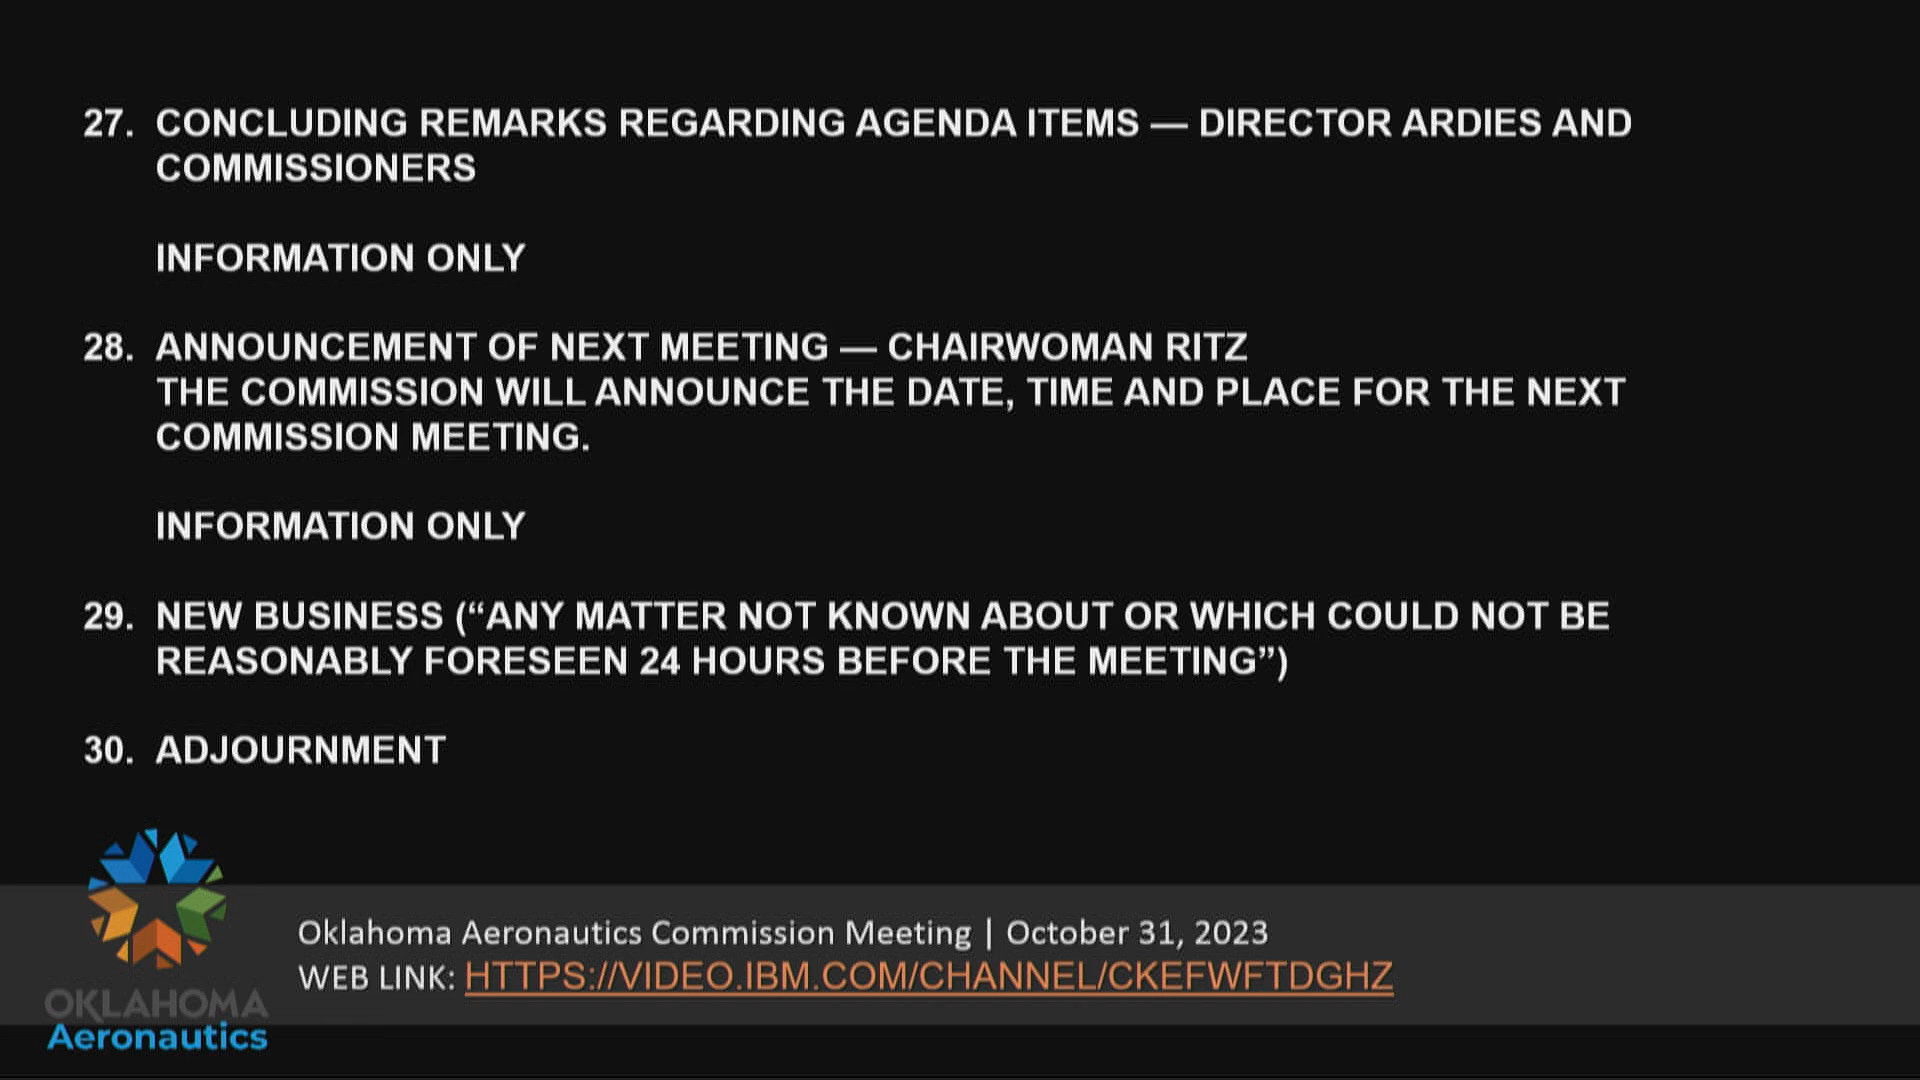 27. CONCLUDING REMARKS REGARDING AGENDA ITEMS — DIRECTOR ARDIES AND
COMMISSIONERS
INFORMATION ONLY
28. ANNOUNCEMENT OF NEXT MEETING — CHAIRWOMAN RITZ
THE COMMISSION WILL ANNOUNCE THE DATE, TIME AND PLACE FOR THE NEXT
COMMISSION MEETING.
INFORMATION ONLY
29. NEW BUSINESS (“ANY MATTER NOT KNOWN ABOUT OR WHICH COULD NOT BE
REASONABLY FORESEEN 24 HOURS BEFORE THE MEETING”)
30. ADJOURNMENT
Oklahoma Aeronautics Commission Meeting | October 31, 2023
WEB LINK: HTTPS://VIDEO.IBM.COM/CHANNEL/CKEFWFTDGHZ
OKLAHOMA
Aeronautics